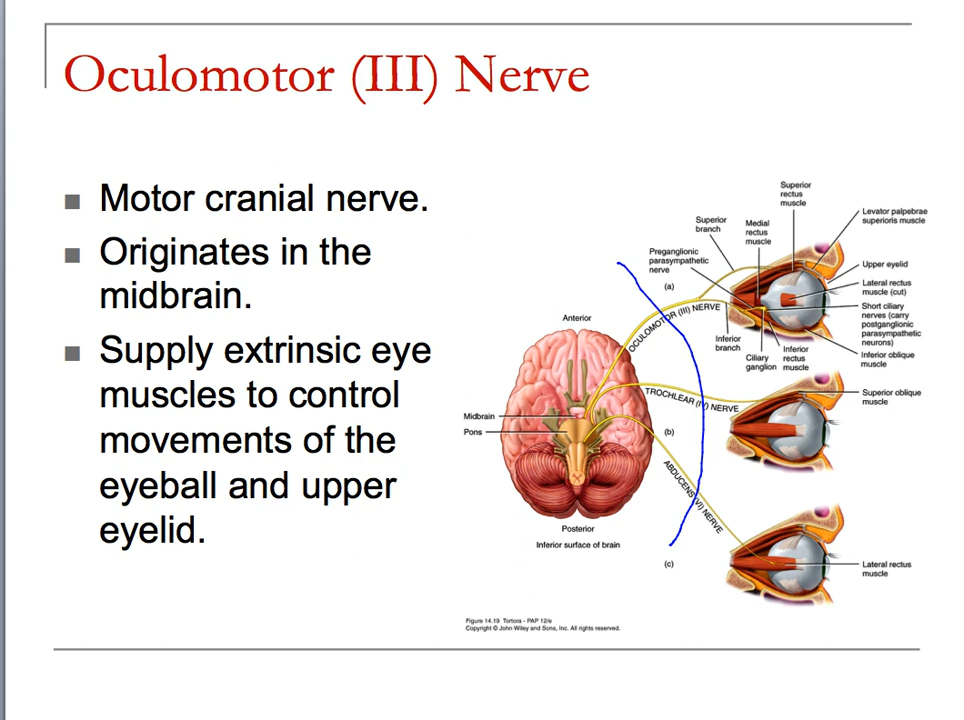 Oculomotor (III) Nerve
Motor cranial nerve.
Originates in the
midbrain.
Supply extrinsic eye
muscles to control
movements of the
eyeball and upper
eyelid.
Superior
rectus
muscle
Levator palpebrae
superioris muscle
Superior
branch
Medial
rectus
muscle
Preganglionic
parasympathetic
nerve
Upper eyelid
(a)
Lateral rectus
muscle (cut)
Short ciliary
nerves (carry
postganglionic
parasympathetic
neurons)
OCULOMOTOR (III) NERVE
Anterior
Inferior
branch
Ciliary
ganglion
Inferior
rectus
muscle
Inferior oblique
muscle
TROCHLEAR (IV) NERVE
Superior oblique
muscle
Midbrain
Pons
(b)
ABDUCENS (VI) NERVE
Posterior
Inferior surface of brain
(c)
Lateral rectus
muscle
Figure 14.19 Tortora - PAP 12/e
Copyright © John Wiley and Sons, Inc. All rights reserved.